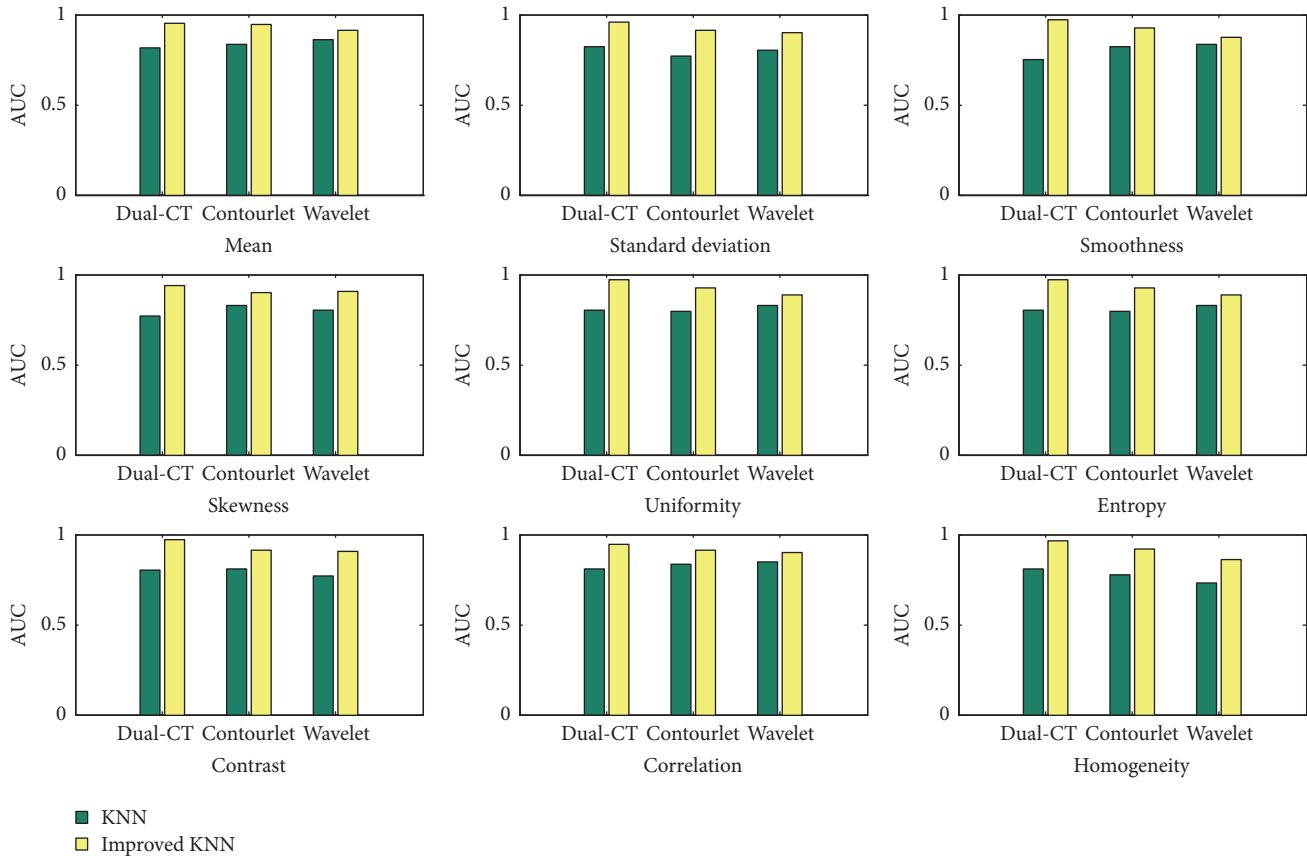 1
AUC
0.5
0
Dual-CT Contourlet Wavelet
Mean
1
AUC
0.5
0
Dual-CT Contourlet Wavelet
Standard deviation
1
AUC
0.5
0
Dual-CT Contourlet Wavelet
Smoothness
1
AUC
0.5
0
Dual-CT Contourlet Wavelet
Skewness
1
AUC
0.5
0
Dual-CT Contourlet Wavelet
Uniformity
1
AUC
0.5
0
Dual-CT Contourlet Wavelet
Entropy
1
AUC
0.5
0
Dual-CT Contourlet Wavelet
Contrast
1
AUC
0.5
0
Dual-CT Contourlet Wavelet
Correlation
1
AUC
0.5
0
Dual-CT Contourlet Wavelet
Homogeneity
KNN
Improved KNN